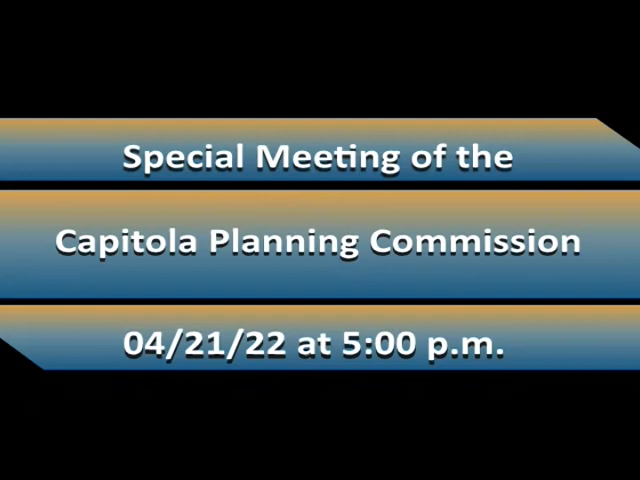 Special Meeting of the
Capitola Planning Commission
04/21/22 at 5:00 p.m.